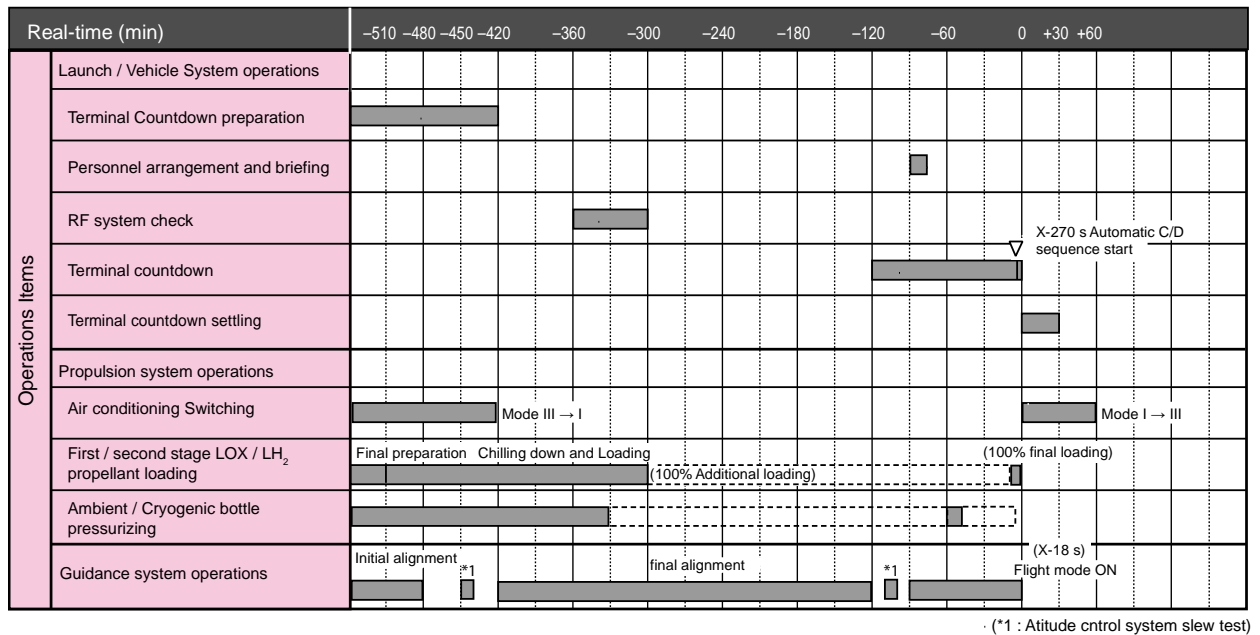 Real-time (min) –510 –480 –450 –420 –360 –300 –240 –180 –120 –60 0 +30 +60
Operations Items
Launch / Vehicle System operations
Terminal Countdown preparation
Personnel arrangement and briefing
RF system check
X-270 s Automatic C/D
sequence start
Terminal countdown
Terminal countdown settling
Propulsion system operations
Air conditioning Switching
Mode III → I
Mode I → III
First / second stage LOX / LH2
propellant loading
Final preparation
Chilling down and Loading
(100% Additional loading)
(100% final loading)
Ambient / Cryogenic bottle
pressurizing
Guidance system operations
Initial alignment
*1
final alignment
*1
(X-18 s)
Flight mode ON
(*1 : Atitude cntrol system slew test)